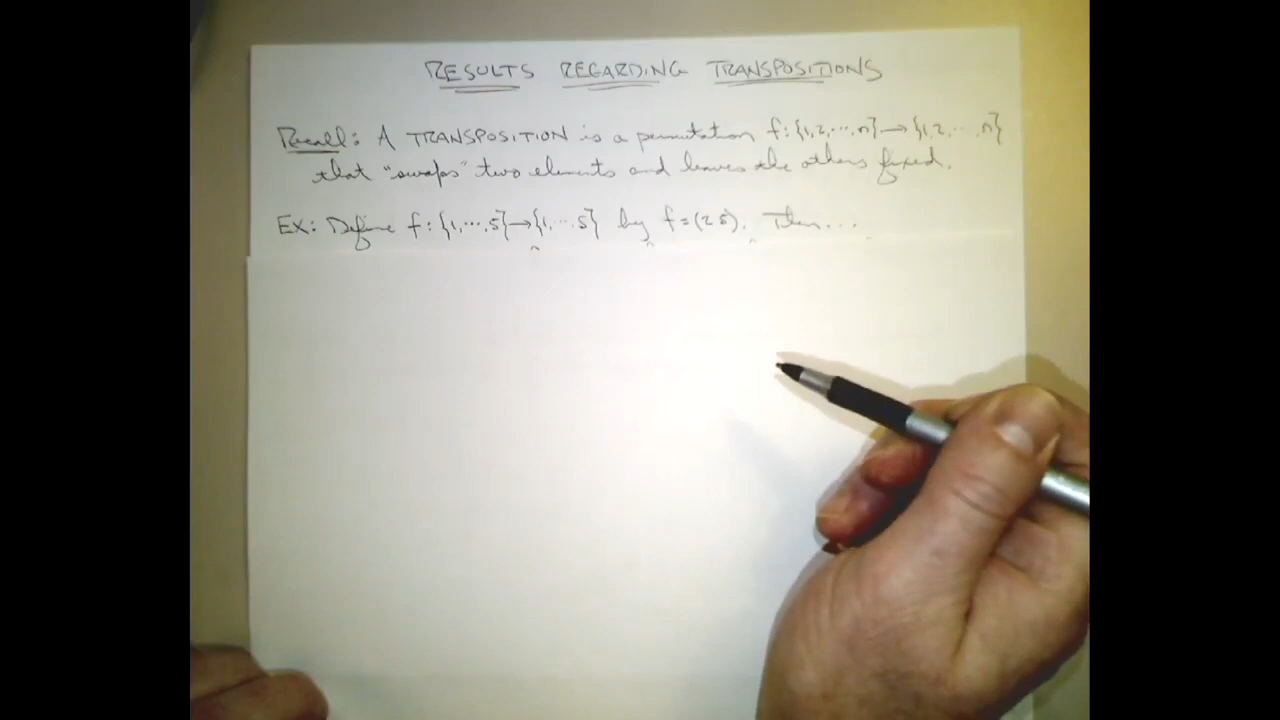 RESULTS REGARDING TRANSPOSITIONS
Recall: A TRANSPOSITION is a permutation f:{1,2,⋯,n}→{1,2,⋯,n}
that "swaps" two elements and leaves the others fixed.
EX: Define f:{1,⋯,5}→{1,⋯5} by f=(2 5). Then...